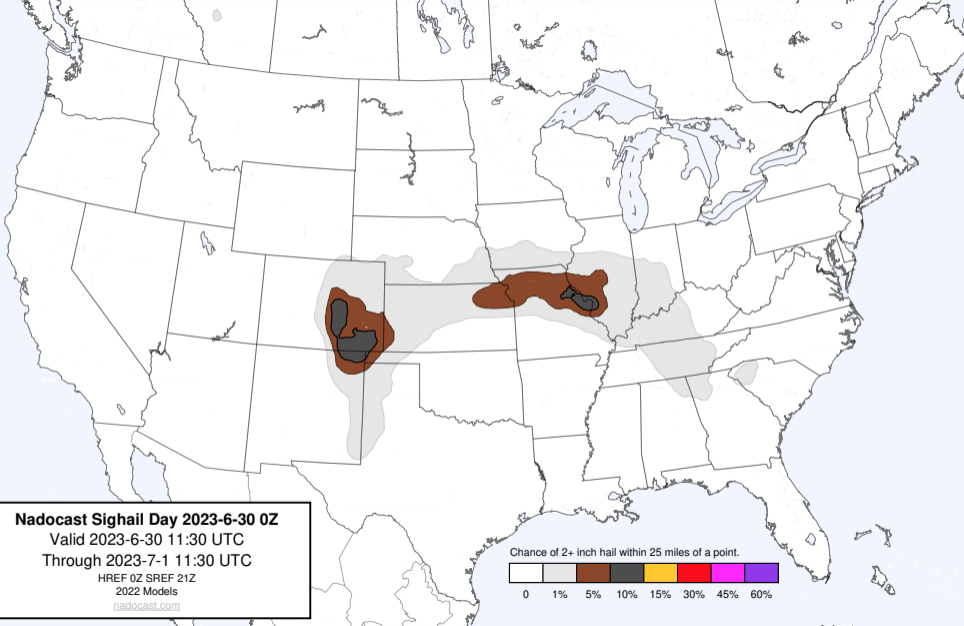 Nadocast Sighail Day 2023-6-30 0Z
Valid 2023-6-30 11:30 UTC
Through 2023-7-1 11:30 UTC
HREF 0Z SREF 21Z
2022 Models
nadocast.com
Chance of 2+ inch hail within 25 miles of a point.
0 1% 5% 10% 15% 30% 45% 60%